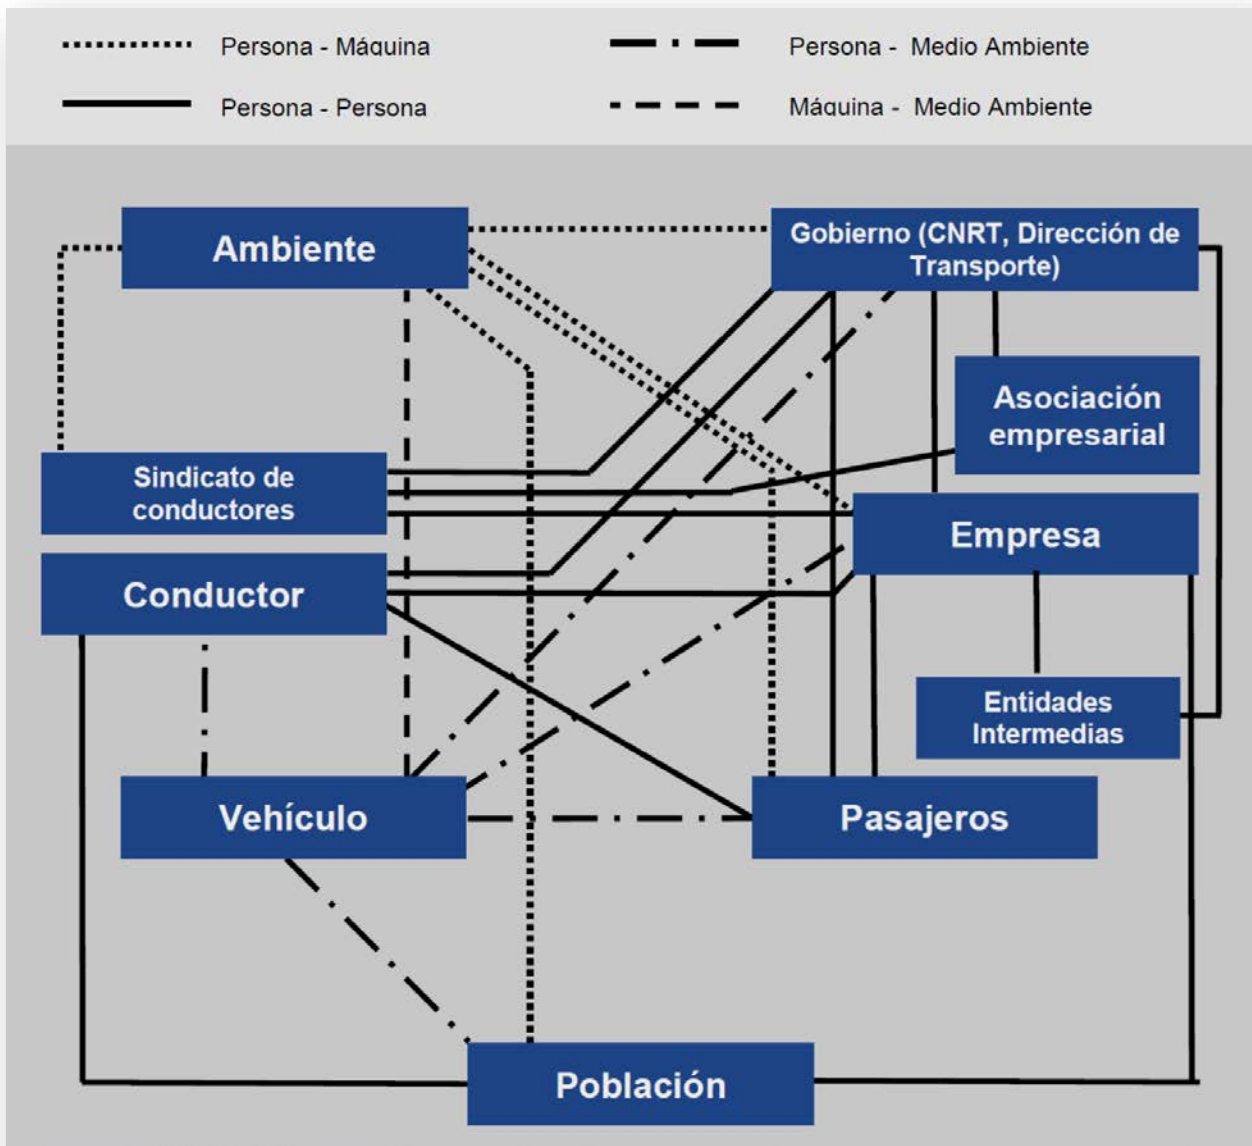 Persona - Máquina
Persona - Medio Ambiente
Persona - Persona
Máquina - Medio Ambiente
Ambiente
Gobierno (CNRT, Dirección de
Transporte)
Asociación
empresarial
Sindicato de
conductores
Empresa
Conductor
Entidades
Intermedias
Vehículo
Pasajeros
Población